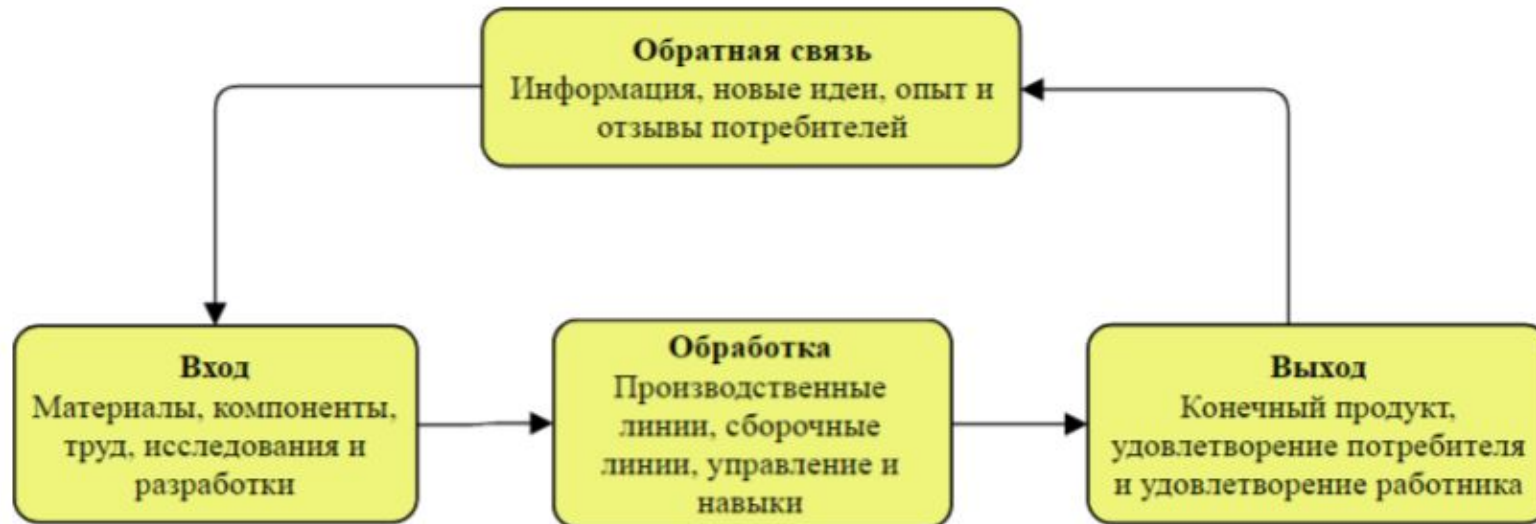 Обратная связь
Информация, новые идеи, опыт и
отзывы потребителей
Вход
Материалы, компоненты,
труд, исследования и
разработки
Обработка
Производственные
линии, сборочные
линии, управление и
навыки
Выход
Конечный продукт,
удовлетворение потребителя
и удовлетворение работника